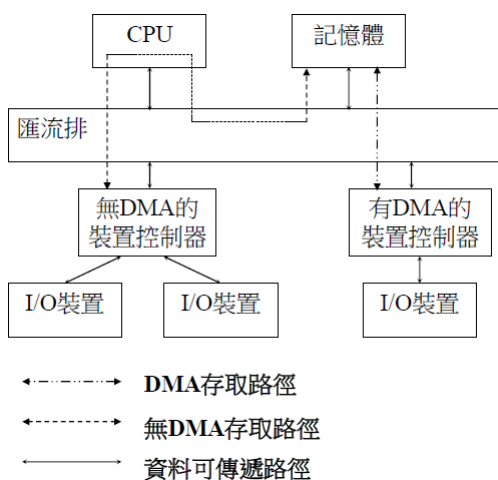 CPU
記憶體
匯流排
無DMA的
裝置控制器
有DMA的
裝置控制器
I/O裝置
I/O裝置
I/O裝置
DMA存取路徑
無DMA存取路徑
資料可傳遞路徑